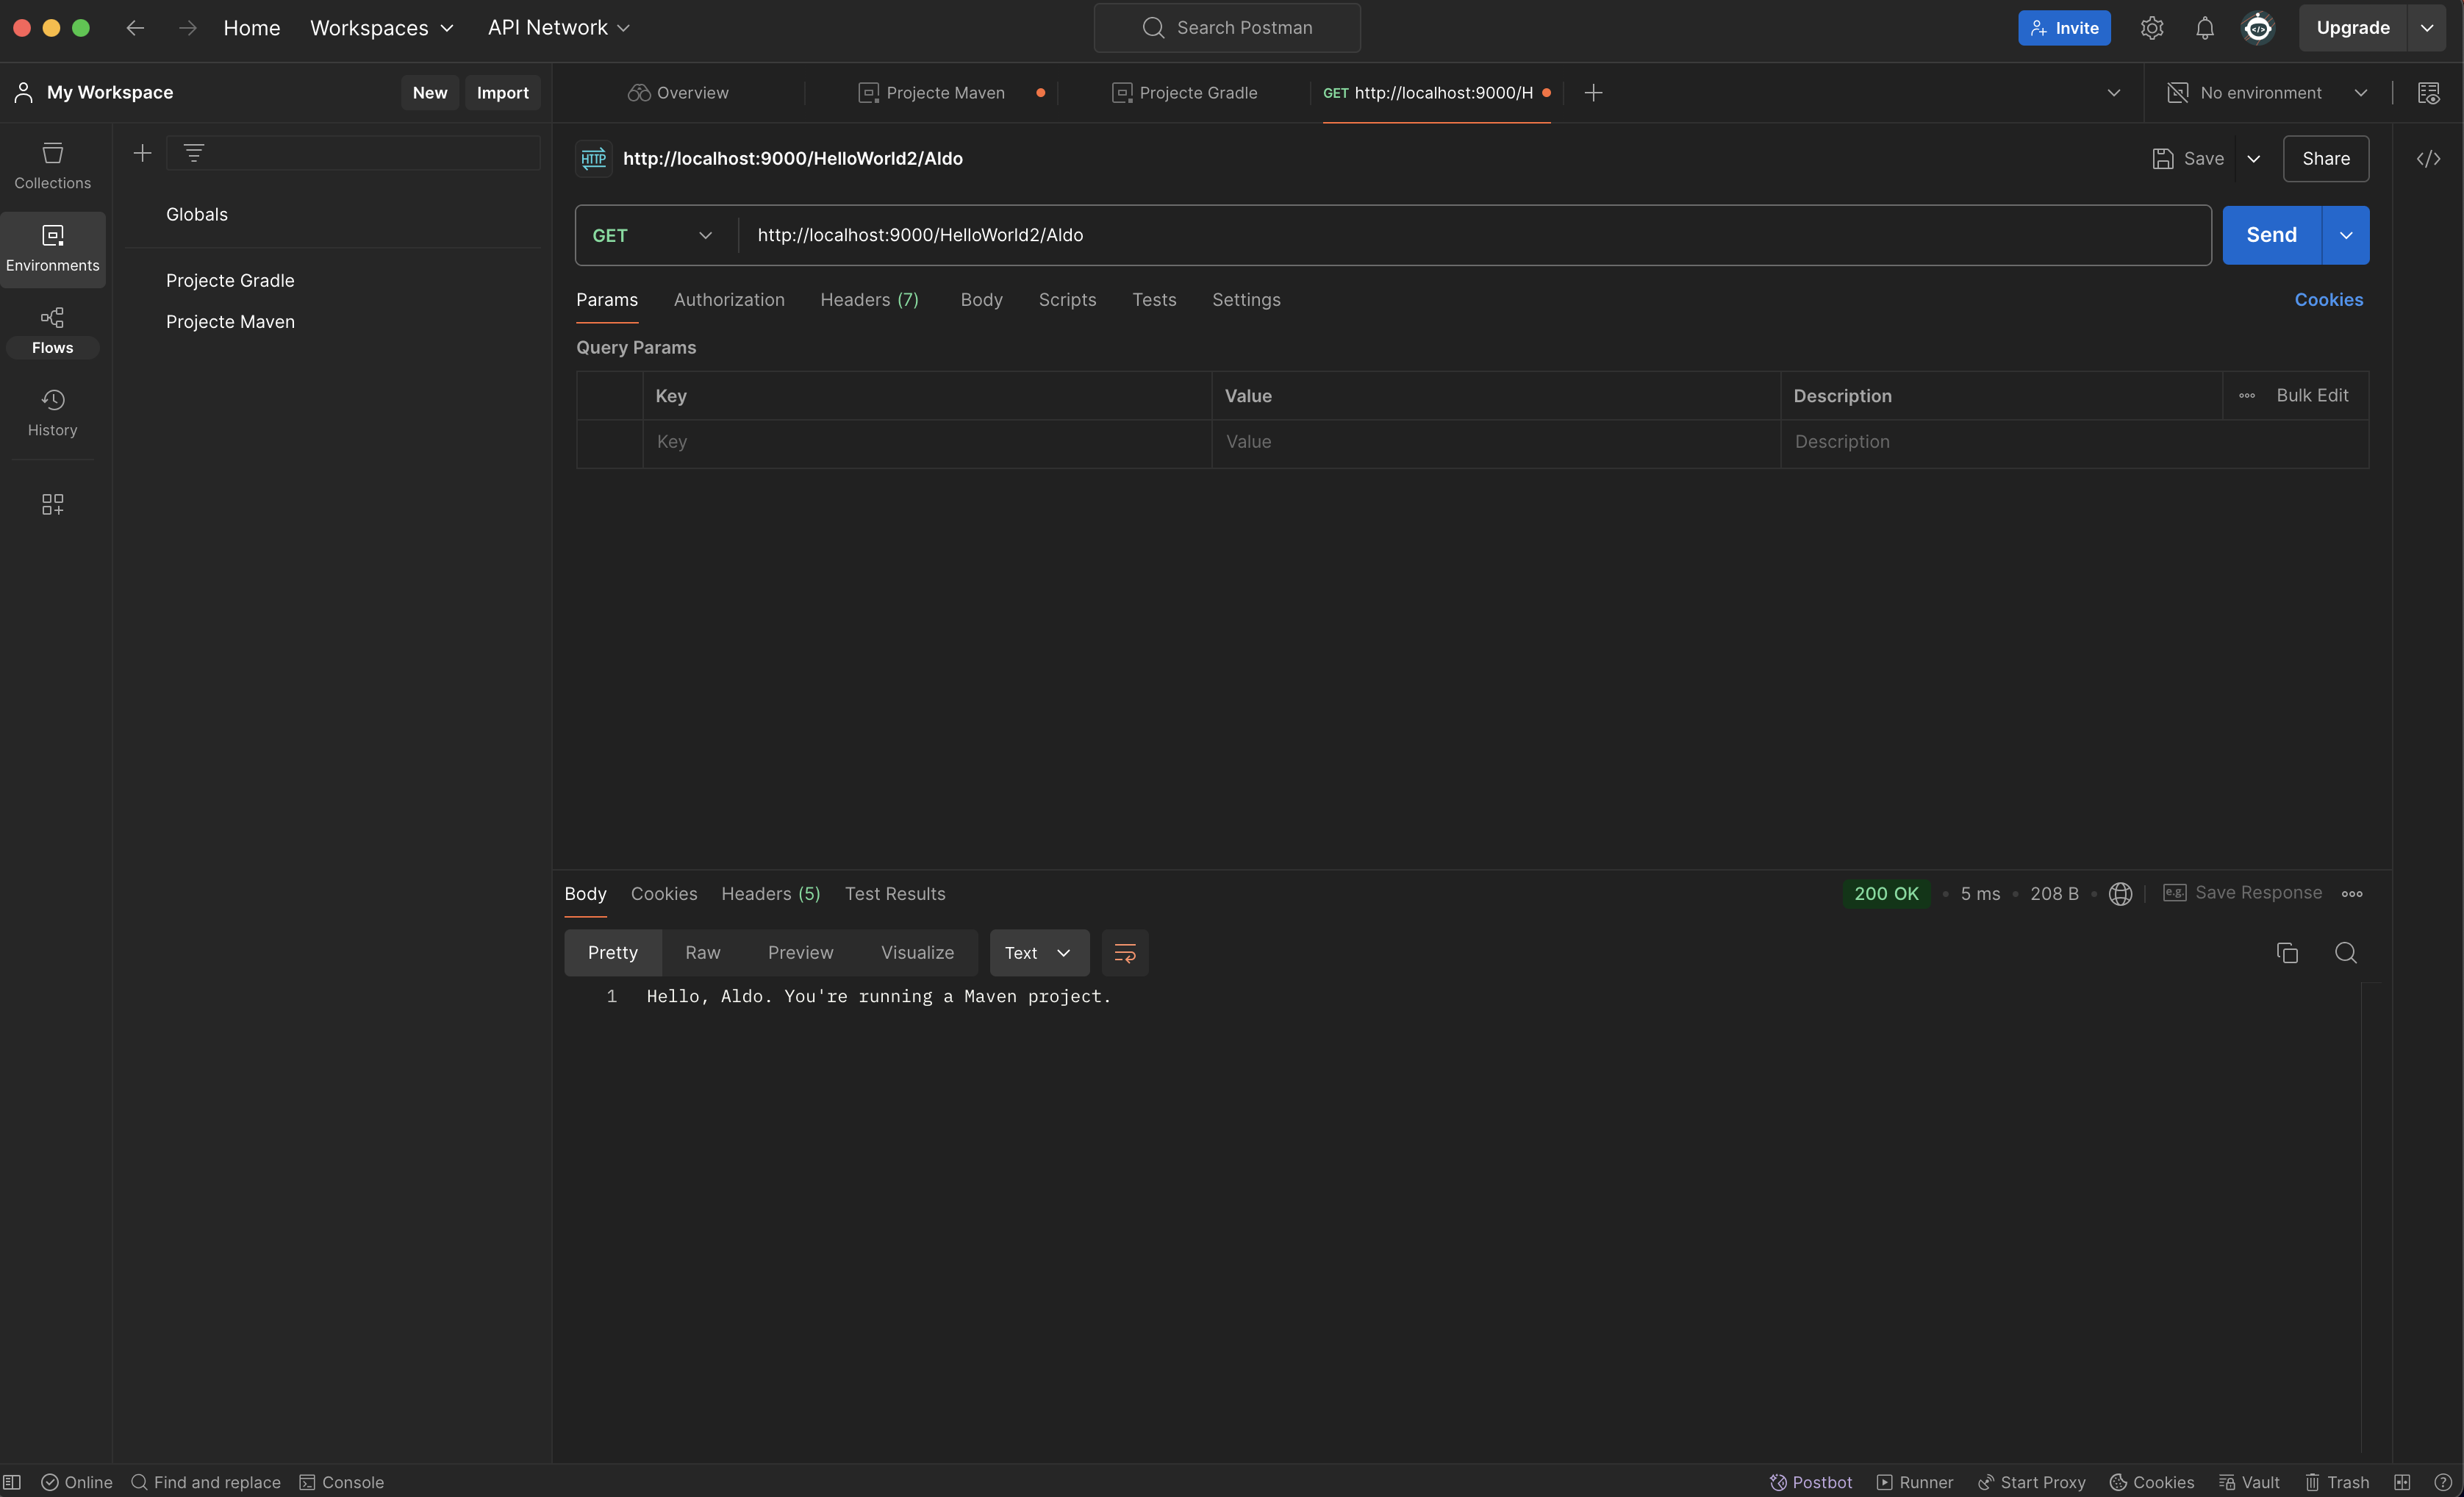 Home Workspaces API Network Search Postman Invite Upgrade
My Workspace New Import Overview Projecte Maven Projecte Gradle GET http://localhost:9000/H No environment
Collections
Environments
Flows
History
Globals
Projecte Gradle
Projecte Maven
HTTP http://localhost:9000/HelloWorld2/Aldo Save Share
GET http://localhost:9000/HelloWorld2/Aldo Send
Params Authorization Headers (7) Body Scripts Tests Settings Cookies
Query Params
Key Value Description Bulk Edit
Key Value Description
Body Cookies Headers (5) Test Results 200 OK • 5 ms • 208 B • e.g. Save Response
Pretty Raw Preview Visualize Text
1 Hello, Aldo. You're running a Maven project.
Online Find and replace Console Postbot Runner Start Proxy Cookies Vault Trash